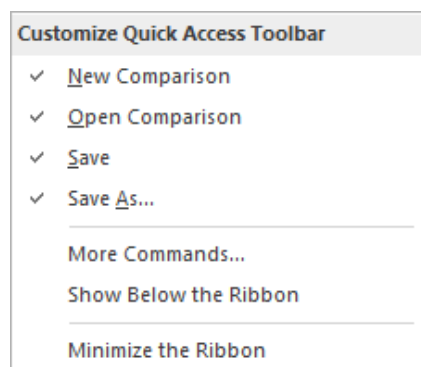 Customize Quick Access Toolbar
New Comparison
Open Comparison
Save
Save As...
More Commands...
Show Below the Ribbon
Minimize the Ribbon